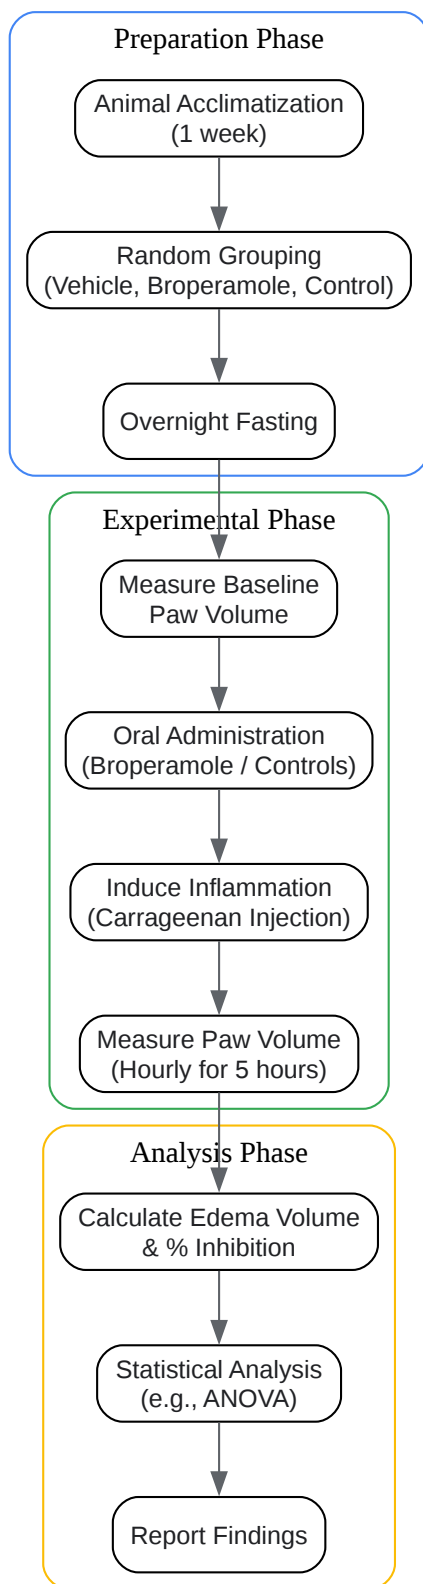 Preparation Phase
Animal Acclimatization
(1 week)
Random Grouping
(Vehicle, Broperamole, Control)
Overnight Fasting
Experimental Phase
Measure Baseline
Paw Volume
Oral Administration
(Broperamole / Controls)
Induce Inflammation
(Carrageenan Injection)
Measure Paw Volume
(Hourly for 5 hours)
Analysis Phase
Calculate Edema Volume
& % Inhibition
Statistical Analysis
(e.g., ANOVA)
Report Findings